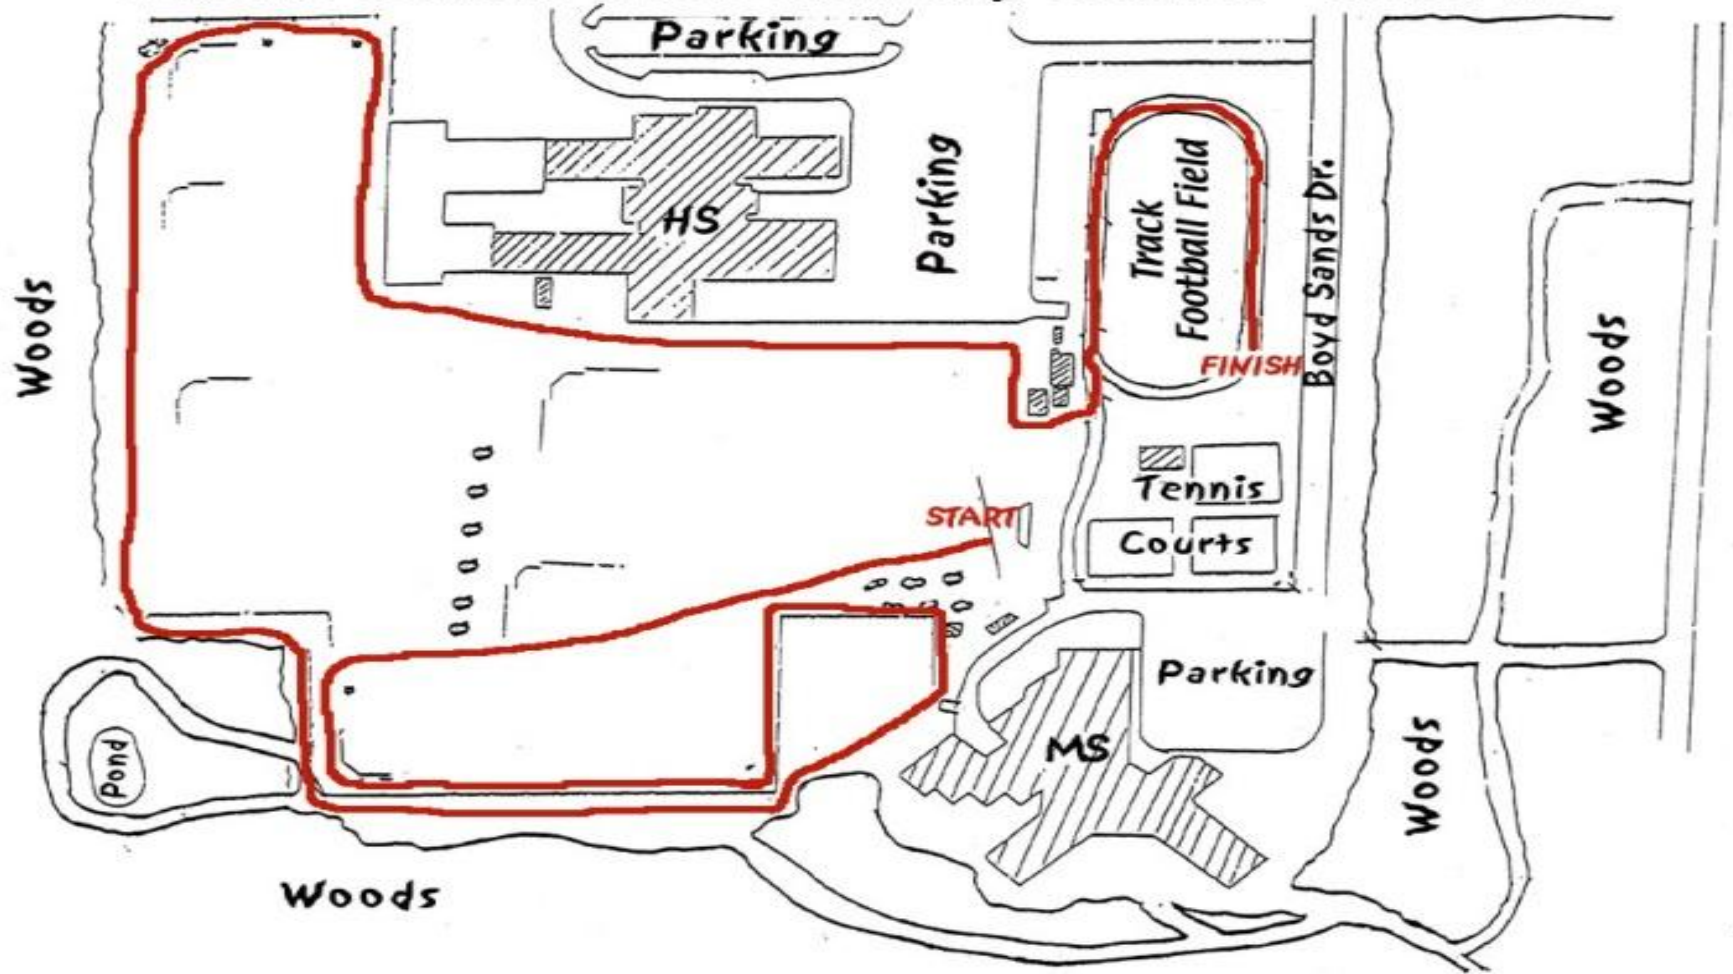 Parking
Parking
HS
Track
Football Field
Boyd Sands Dr.
Woods
Woods
FINISH
START
Tennis
Courts
Parking
MS
Pond
Woods
Woods